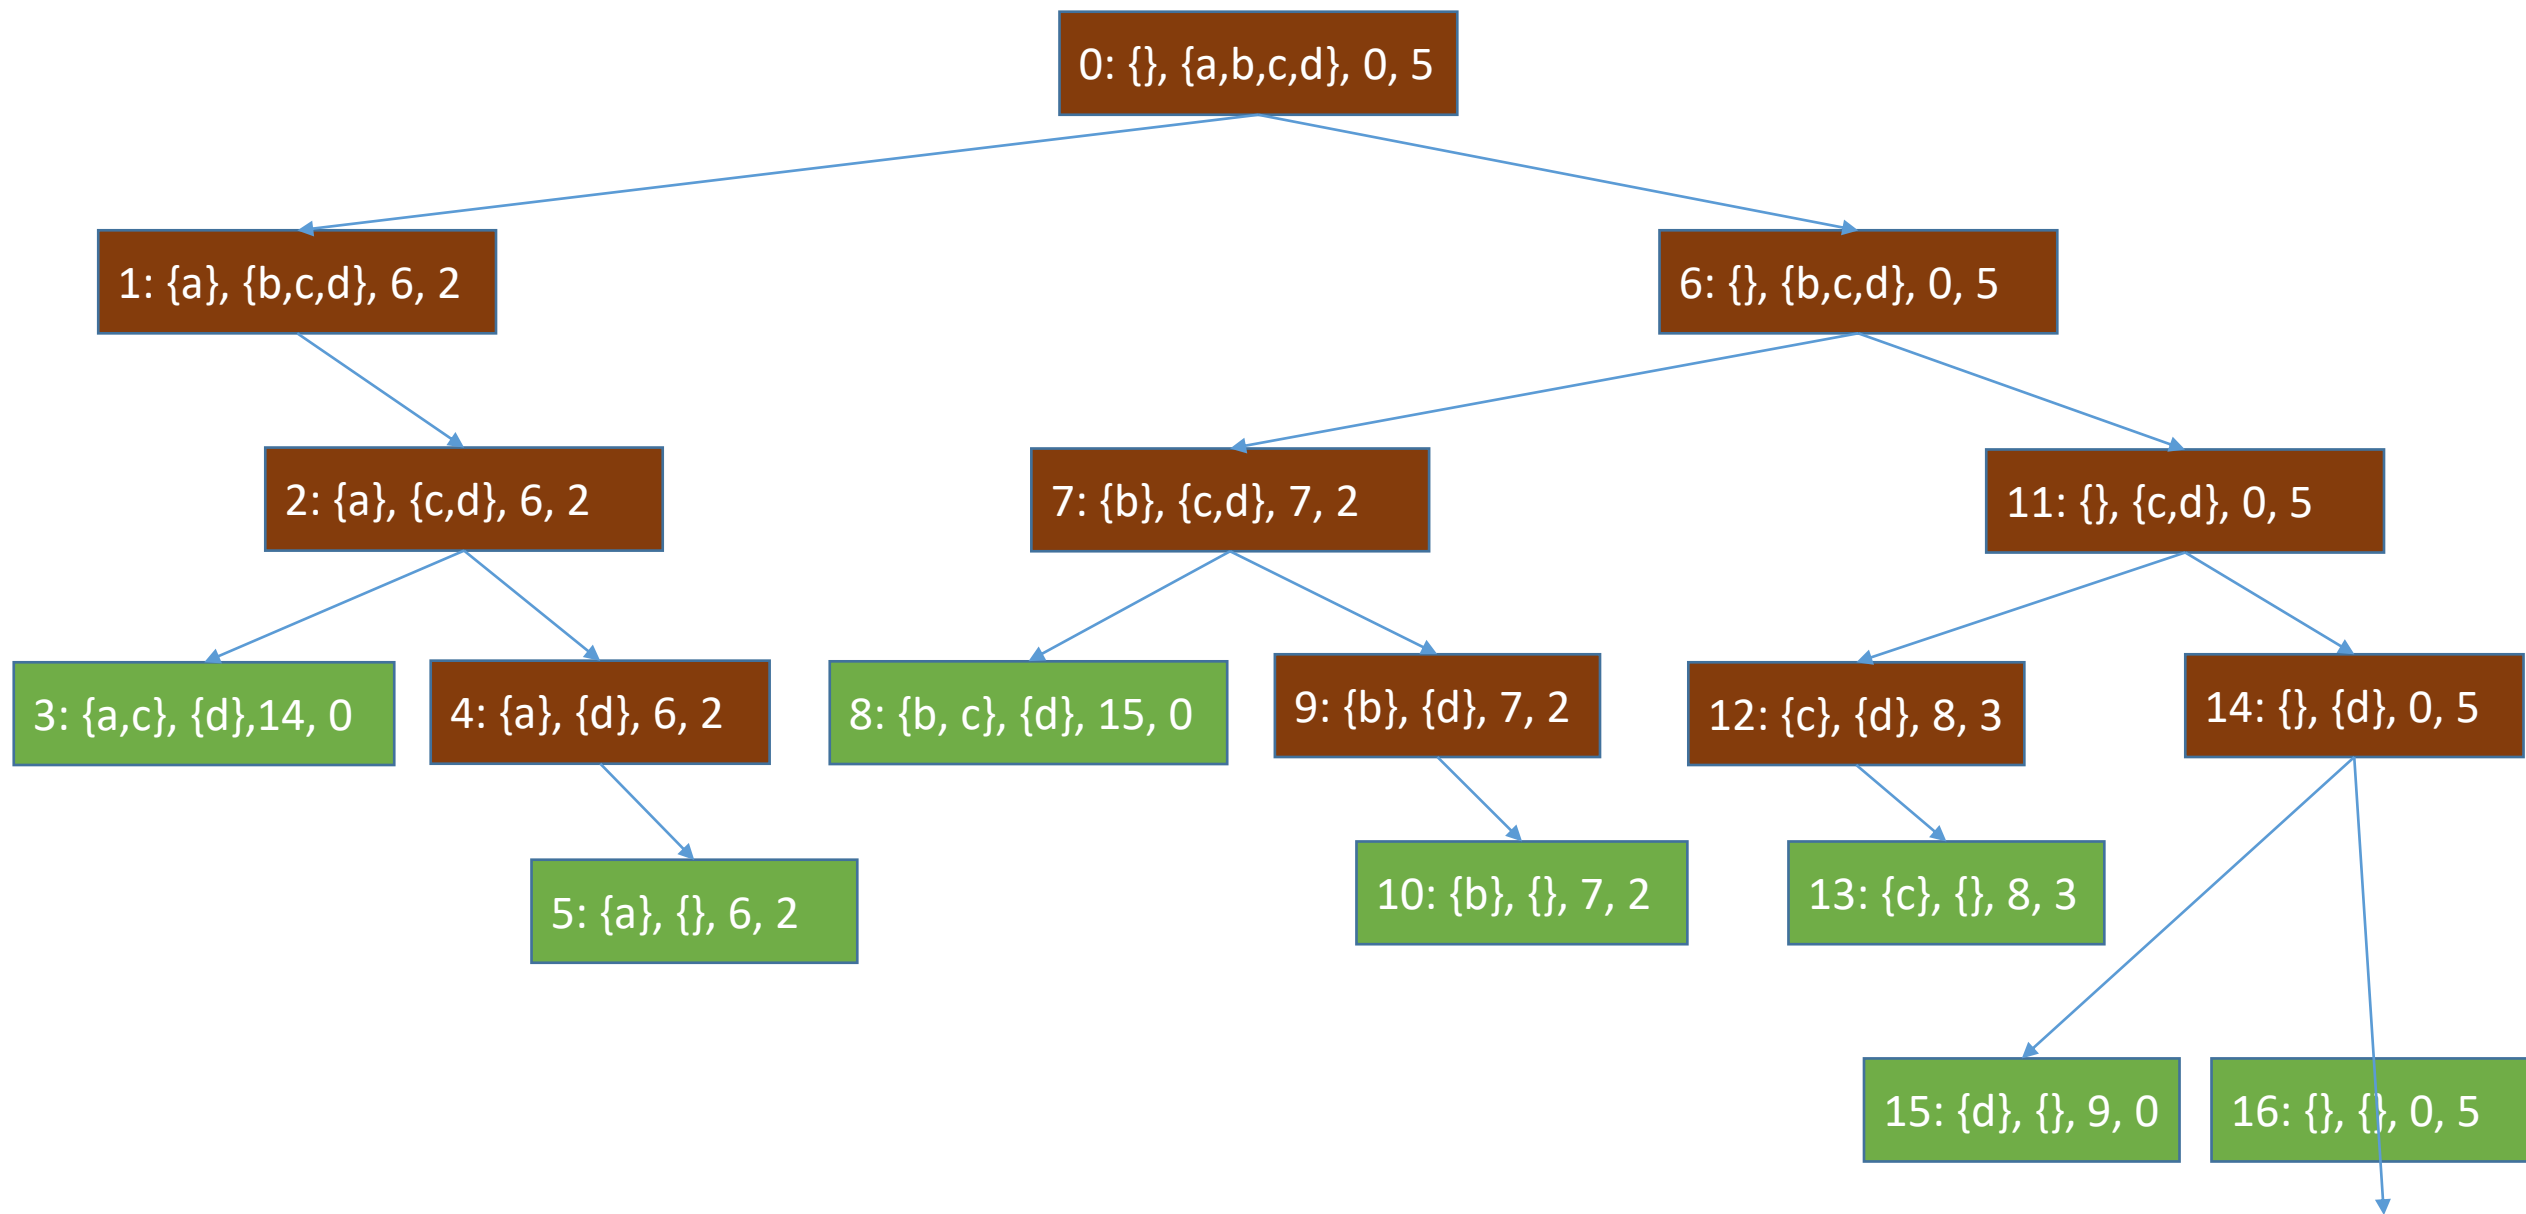 0: {}, {a,b,c,d}, 0, 5
1: {a}, {b,c,d}, 6, 2
6: {}, {b,c,d}, 0, 5
2: {a}, {c,d}, 6, 2
7: {b}, {c,d}, 7, 2
11: {}, {c,d}, 0, 5
3: {a,c}, {d},14, 0
4: {a}, {d}, 6, 2
8: {b, c}, {d}, 15, 0
9: {b}, {d}, 7, 2
12: {c}, {d}, 8, 3
14: {}, {d}, 0, 5
5: {a}, {}, 6, 2
10: {b}, {}, 7, 2
13: {c}, {}, 8, 3
15: {d}, {}, 9, 0
16: {}, {}, 0, 5